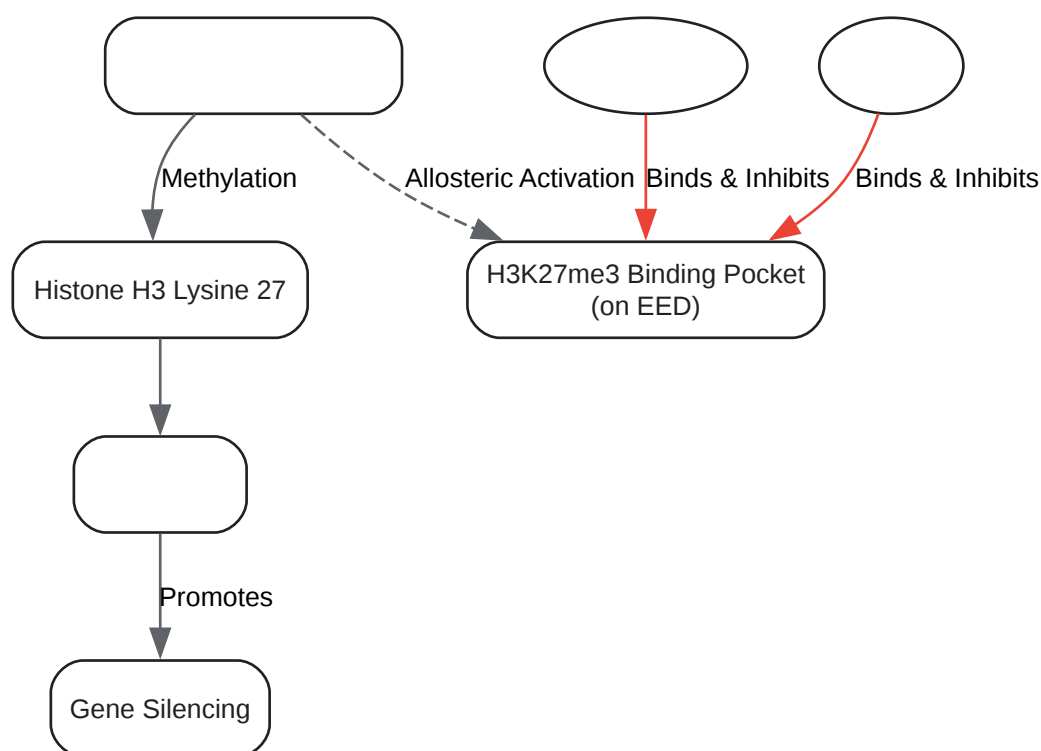 Methylation
Allosteric Activation
Binds & Inhibits
Binds & Inhibits
Histone H3 Lysine 27
H3K27me3 Binding Pocket
(on EED)
Promotes
Gene Silencing